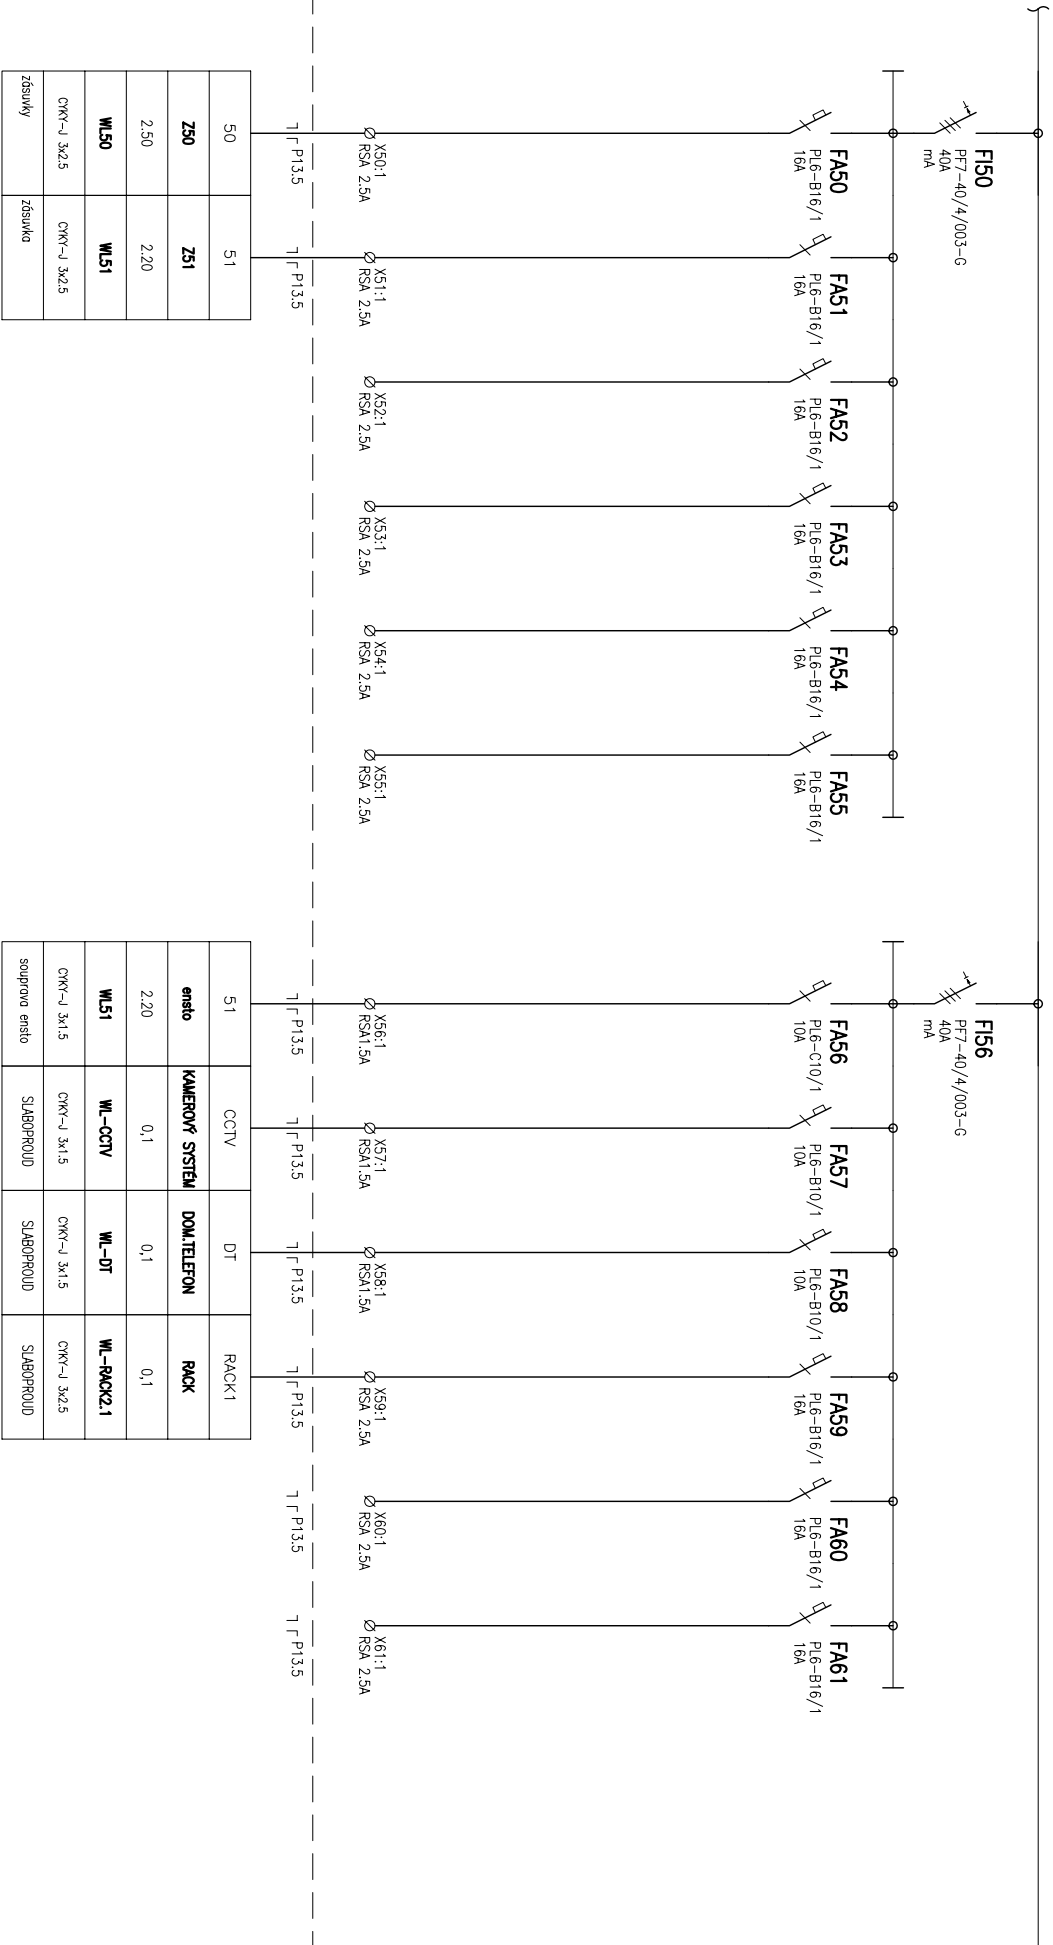 FI50
PF7-40/4/003-G
40A
mA
FA50
PL6-B16/1
16A
FA51
PL6-B16/1
16A
FA52
PL6-B16/1
16A
FA53
PL6-B16/1
16A
FA54
PL6-B16/1
16A
FA55
PL6-B16/1
16A
X50:1
RSA 2.5A
X51:1
RSA 2.5A
X52:1
RSA 2.5A
X53:1
RSA 2.5A
X54:1
RSA 2.5A
X55:1
RSA 2.5A
P13.5
P13.5
50
51
Z50
Z51
2.50
2.20
WL50
WL51
CYKY-J 3x2.5
CYKY-J 3x2.5
zásuvky
zásuvka
FI56
PF7-40/4/003-G
40A
mA
FA56
PL6-C10/1
10A
FA57
PL6-B10/1
10A
FA58
PL6-B10/1
10A
FA59
PL6-B16/1
16A
FA60
PL6-B16/1
16A
FA61
PL6-B16/1
16A
X56:1
RSA1.5A
X57:1
RSA1.5A
X58:1
RSA1.5A
X59:1
RSA 2.5A
X60:1
RSA 2.5A
X61:1
RSA 2.5A
P13.5
P13.5
P13.5
P13.5
P13.5
P13.5
51
CCTV
DT
RACK1
ensto
KAMEROVÝ SYSTÉM
DOM.TELEFON
RACK
2.20
0,1
0,1
0,1
WL51
WL-CCTV
WL-DT
WL-RACK2.1
CYKY-J 3x1.5
CYKY-J 3x1.5
CYKY-J 3x1.5
CYKY-J 3x2.5
souprava ensto
SLABOPROUD
SLABOPROUD
SLABOPROUD